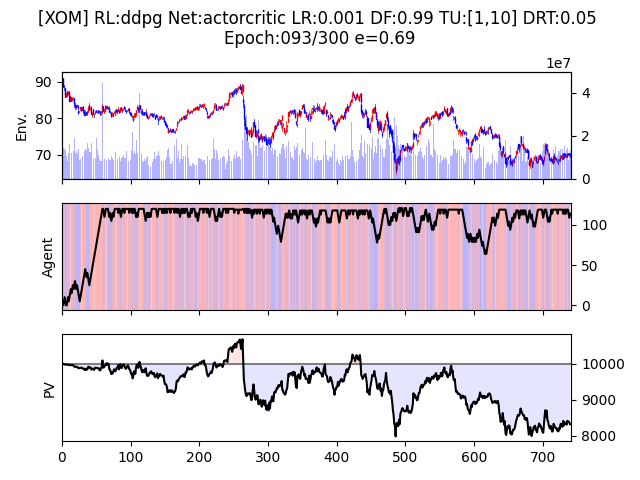 [XOM] RL:ddpg Net:actorcritic LR:0.001 DF:0.99 TU:[1,10] DRT:0.05
Epoch:093/300 e=0.69
1e7
90
80
70
Env.
4
2
0
Agent
100
50
0
PV
10000
9000
8000
0 100 200 300 400 500 600 700